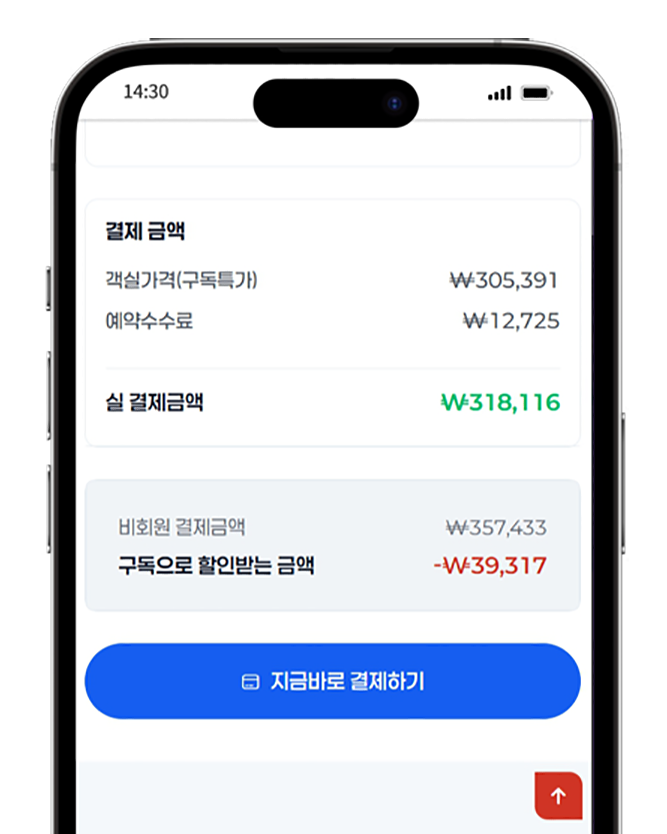 14:30
결제 금액
객실가격(구독특가) ₩305,391
예약수수료 ₩12,725
실 결제금액 ₩318,116
비회원 결제금액 ₩357,433
구독으로 할인받는 금액 -₩39,317
지금바로 결제하기